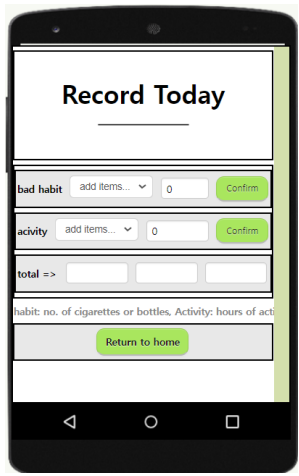 Record Today
bad habit add items... 0 Confirm
acivity add items... 0 Confirm
total =>
habit: no. of cigarettes or bottles, Activity: hours of acti
Return to home